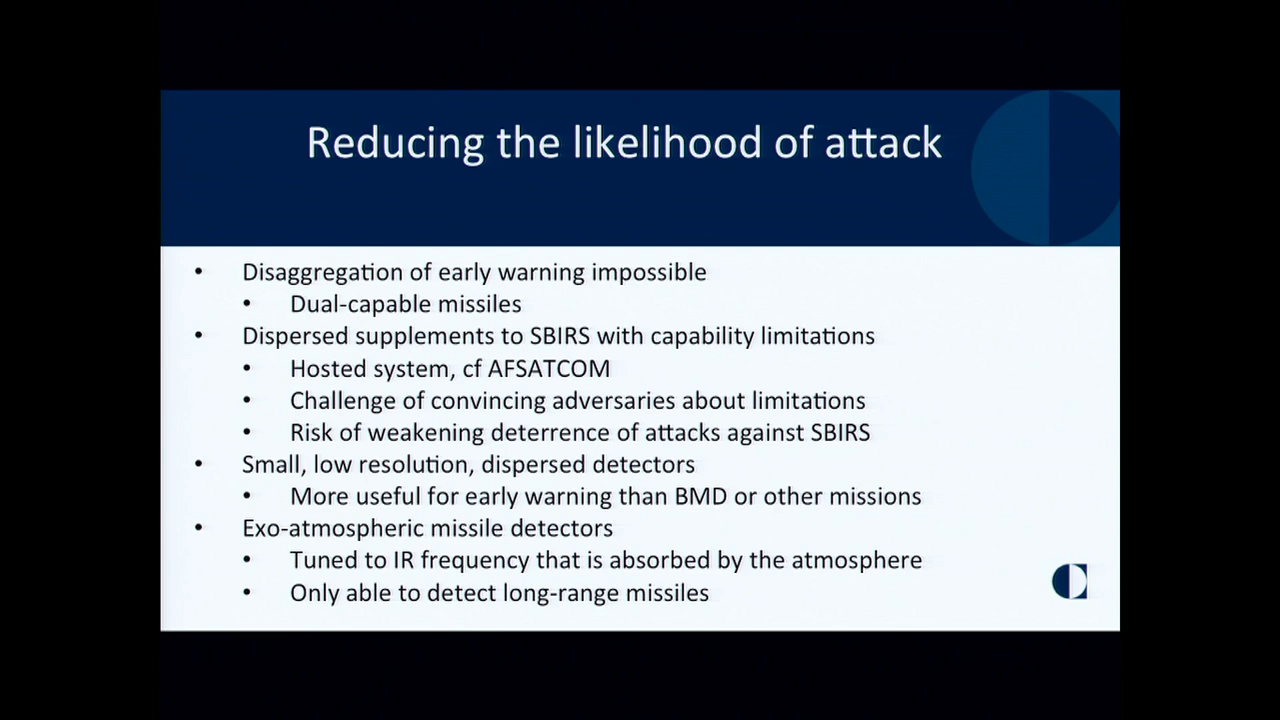 Reducing the likelihood of attack
• Disaggregation of early warning impossible
• Dual-capable missiles
• Dispersed supplements to SBIRS with capability limitations
• Hosted system, cf AFSATCOM
• Challenge of convincing adversaries about limitations
• Risk of weakening deterrence of attacks against SBIRS
• Small, low resolution, dispersed detectors
• More useful for early warning than BMD or other missions
• Exo-atmospheric missile detectors
• Tuned to IR frequency that is absorbed by the atmosphere
• Only able to detect long-range missiles